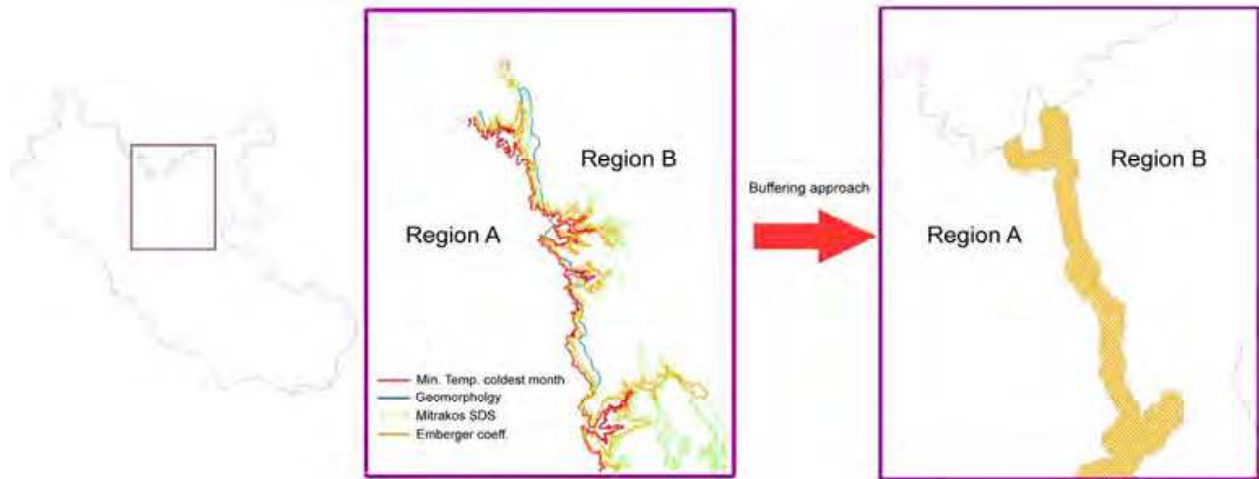 Region B
Region A
Min. Temp. coldest month
Geomorpholgy
Mitrakos SDS
Emberger coeff.
Buffering approach
Region B
Region A